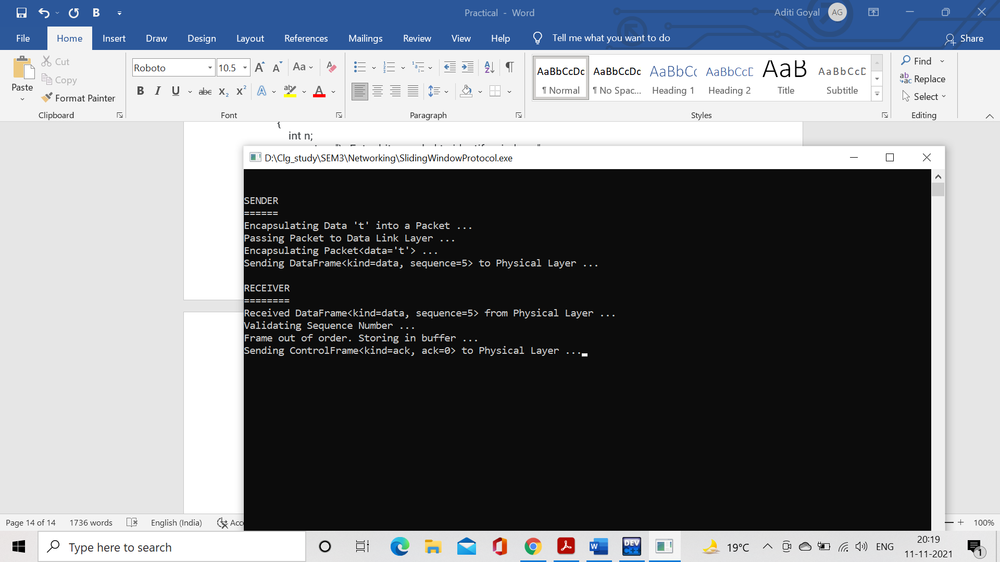 Practical - Word
Aditi Goyal AG
File Home Insert Draw Design Layout References Mailings Review View Help Tell me what you want to do Share
Paste
Cut
Copy
Format Painter
Clipboard
Roboto 10.5
Font
Paragraph
AaBbCcDc AaBbCcDc AaBbC AaBbCcD AaB AaBbCcD
¶ Normal ¶ No Spac... Heading 1 Heading 2 Title Subtitle
Styles
Find
Replace
Select
Editing
{
int n;
D:\Clg_study\SEM3\Networking\SlidingWindowProtocol.exe
SENDER
======
Encapsulating Data 't' into a Packet ...
Passing Packet to Data Link Layer ...
Encapsulating Packet<data='t'> ...
Sending DataFrame<kind=data, sequence=5> to Physical Layer ...
RECEIVER
========
Received DataFrame<kind=data, sequence=5> from Physical Layer ...
Validating Sequence Number ...
Frame out of order. Storing in buffer ...
Sending ControlFrame<kind=ack, ack=0> to Physical Layer ...
Page 14 of 14 1736 words English (India) Acc 100%
Type here to search
19°C ENG
20:19
11-11-2021
1